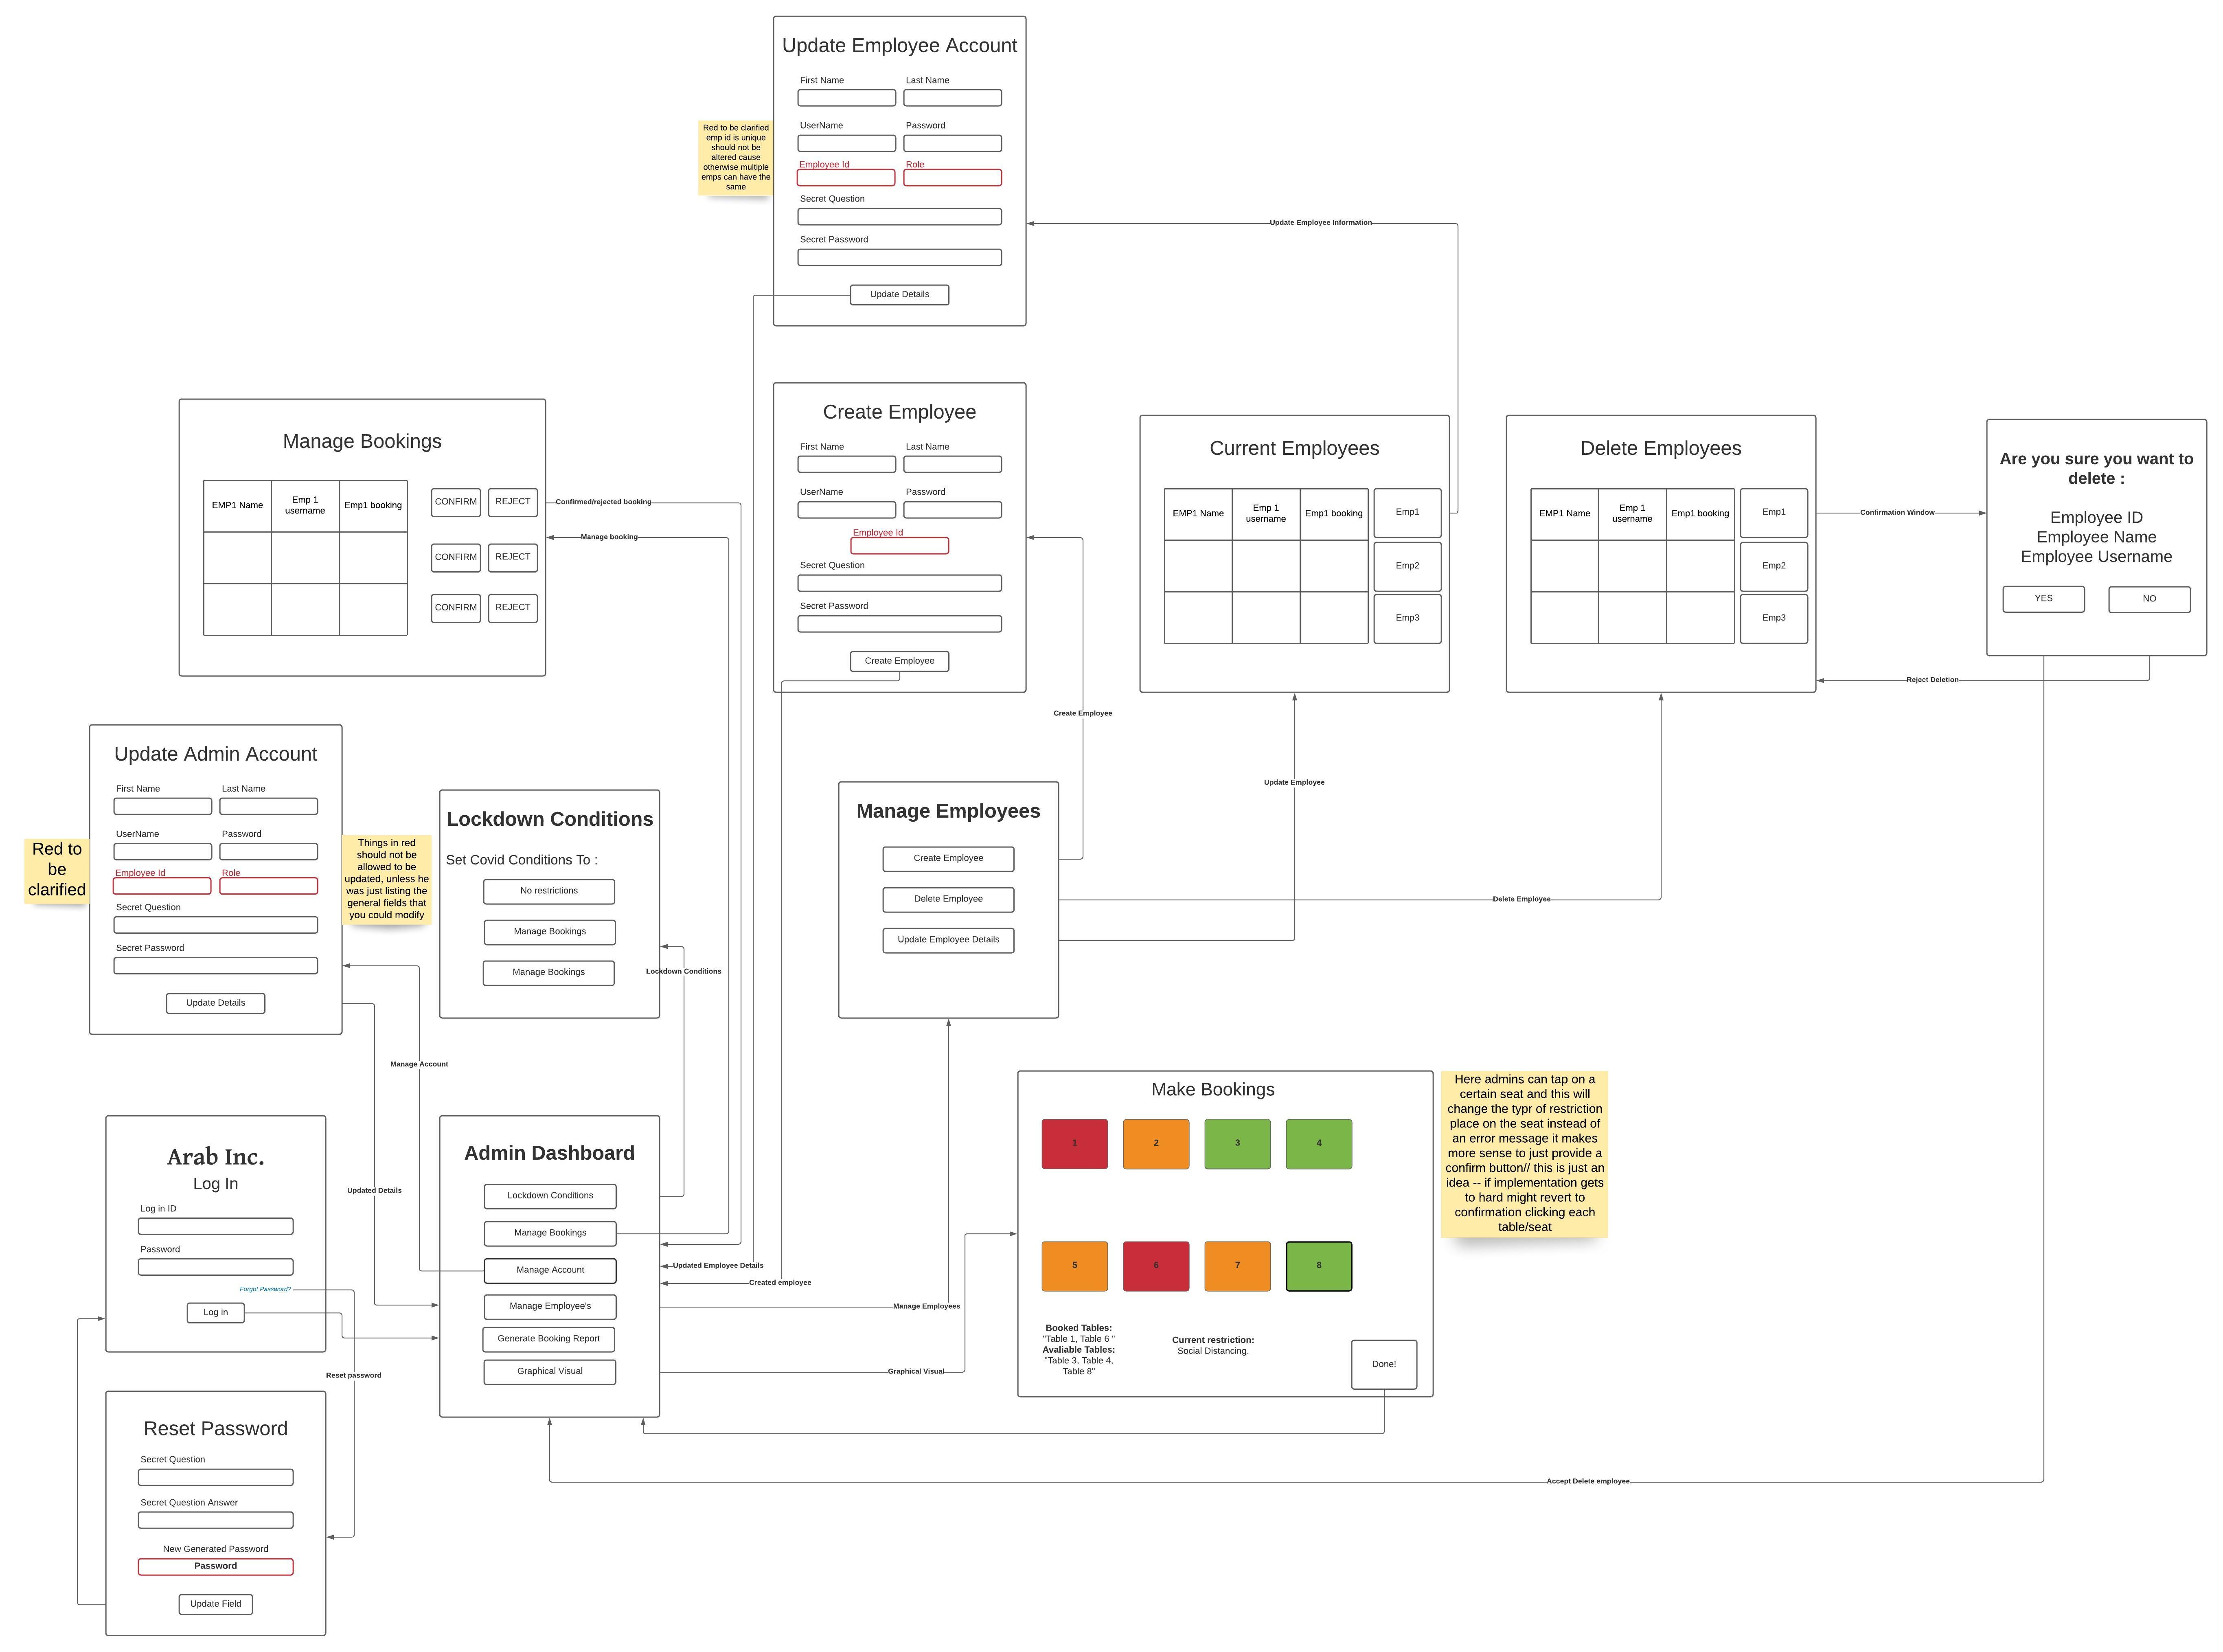 Update Employee Account
First Name
Last Name
UserName
Password
Employee Id
Role
Secret Question
Secret Password
Update Details
Red to be clarified
emp id is unique
should not be
altered cause
otherwise multiple
emps can have the
same
Update Employee Information
Manage Bookings
EMP1 Name
Emp 1
username
Emp1 booking
CONFIRM
REJECT
CONFIRM
REJECT
CONFIRM
REJECT
Confirmed/rejected booking
Manage booking
Create Employee
First Name
Last Name
UserName
Password
Employee Id
Secret Question
Secret Password
Create Employee
Create Employee
Current Employees
EMP1 Name
Emp 1
username
Emp1 booking
Emp1
Emp2
Emp3
Update Employee
Delete Employees
EMP1 Name
Emp 1
username
Emp1 booking
Emp1
Emp2
Emp3
Confirmation Window
Are you sure you want to
delete :
Employee ID
Employee Name
Employee Username
YES
NO
Reject Deletion
Update Admin Account
First Name
Last Name
UserName
Password
Employee Id
Role
Secret Question
Secret Password
Update Details
Red to
be
clarified
Things in red
should not be
allowed to be
updated, unless he
was just listing the
general fields that
you could modify
Lockdown Conditions
Set Covid Conditions To :
No restrictions
Manage Bookings
Manage Bookings
Lockdown Conditions
Manage Employees
Create Employee
Delete Employee
Update Employee Details
Delete Employee
Manage Account
Updated Details
Arab Inc.
Log In
Log in ID
Password
Forgot Password?
Log in
Reset password
Admin Dashboard
Lockdown Conditions
Manage Bookings
Manage Account
Manage Employee's
Generate Booking Report
Graphical Visual
Updated Employee Details
Created employee
Manage Employees
Graphical Visual
Make Bookings
1
2
3
4
5
6
7
8
Booked Tables:
"Table 1, Table 6 "
Avaliable Tables:
"Table 3, Table 4,
Table 8"
Current restriction:
Social Distancing.
Done!
Here admins can tap on a
certain seat and this will
change the typr of restriction
place on the seat instead of
an error message it makes
more sense to just provide a
confirm button// this is just an
idea -- if implementation gets
to hard might revert to
confirmation clicking each
table/seat
Accept Delete employee
Reset Password
Secret Question
Secret Question Answer
New Generated Password
Password
Update Field